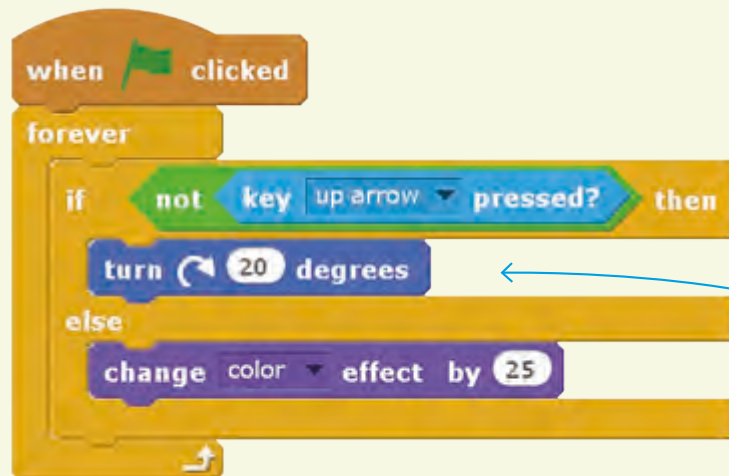 when clicked
forever
if not key up arrow pressed? then
turn 20 degrees
else
change color effect by 25